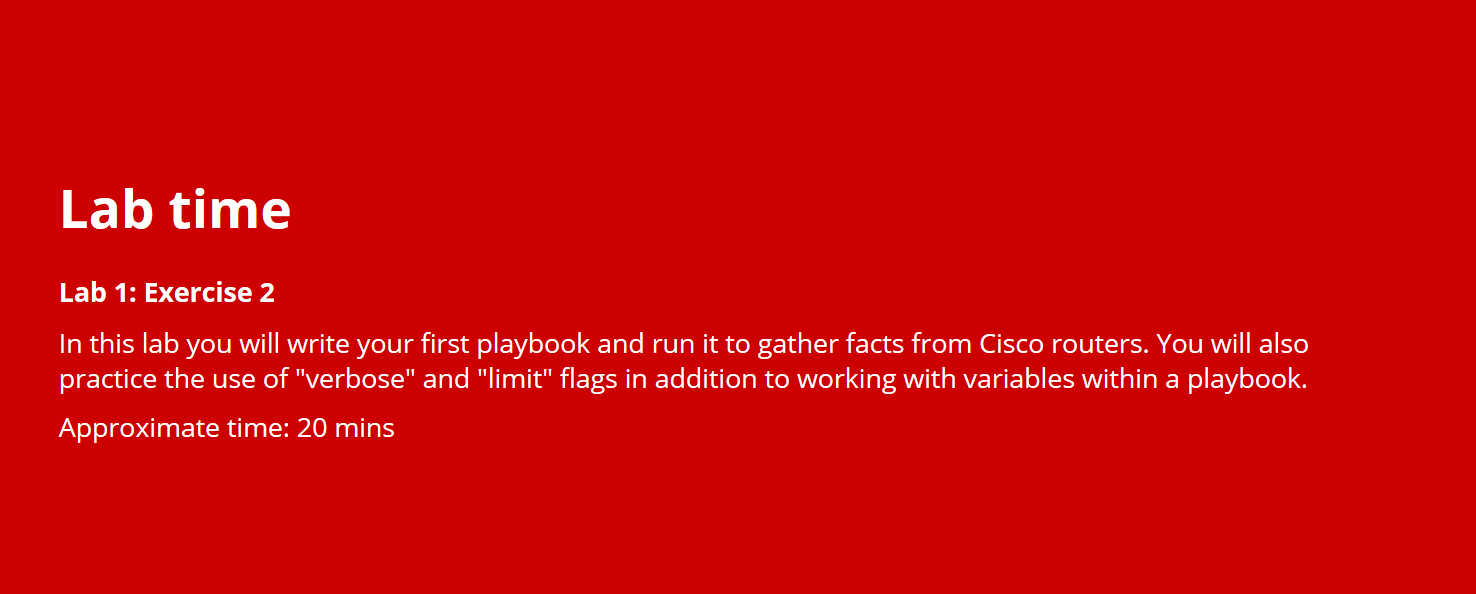 Lab time
Lab 1: Exercise 2
In this lab you will write your first playbook and run it to gather facts from Cisco routers. You will also
practice the use of "verbose" and "limit" flags in addition to working with variables within a playbook.
Approximate time: 20 mins